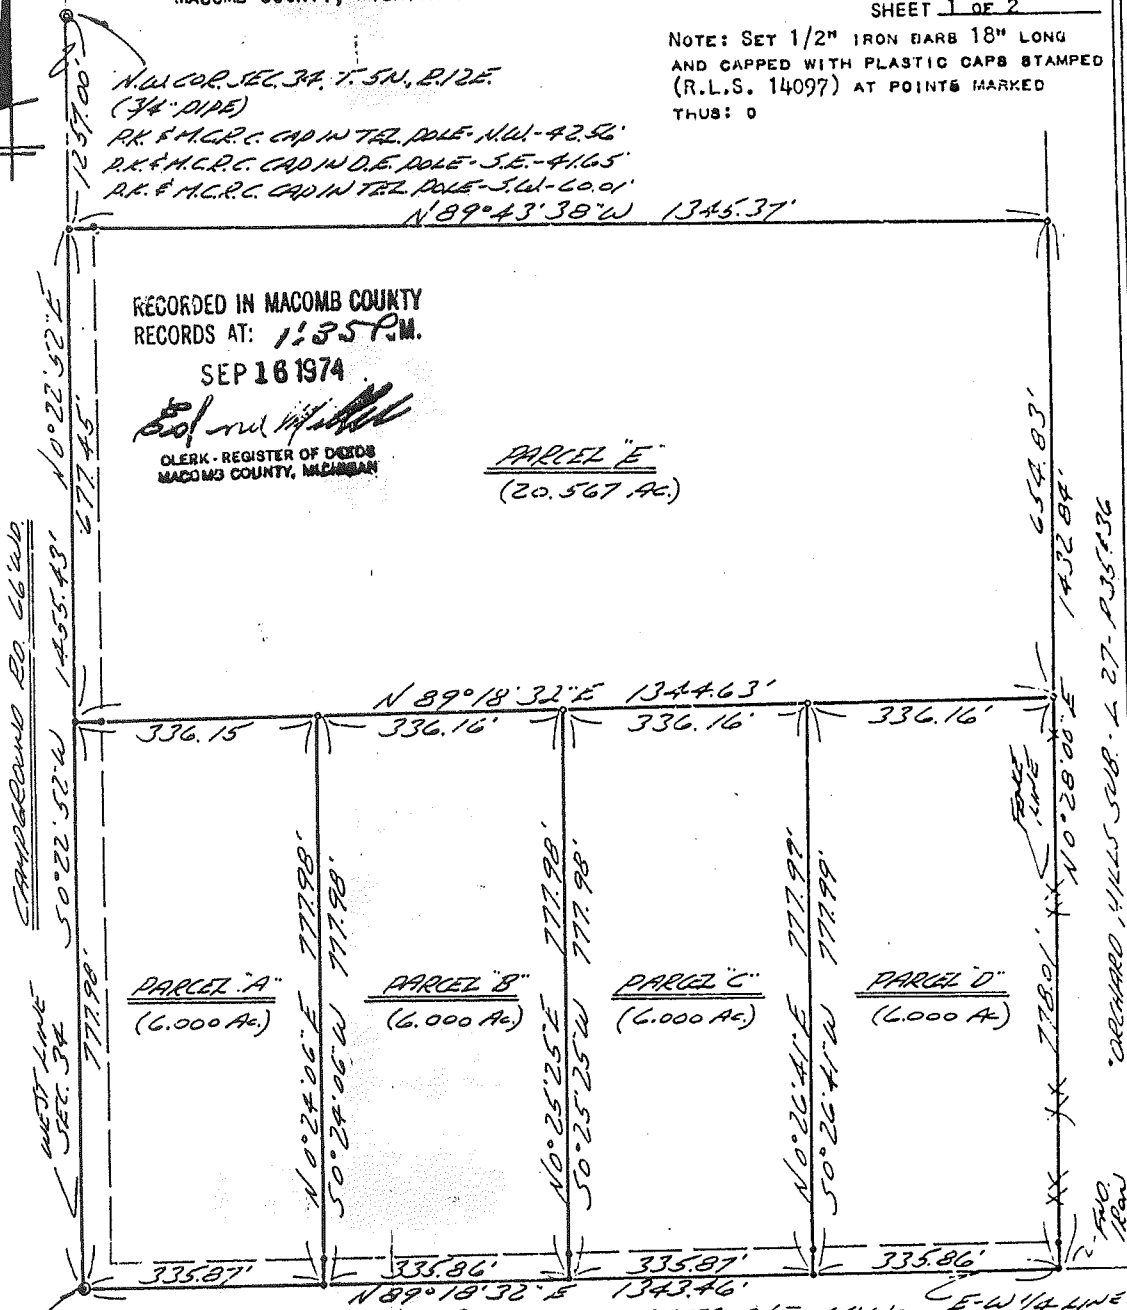 SHEET 1 OF 2
NOTE: SET 1/2" IRON BARS 18" LONG
AND CAPPED WITH PLASTIC CAPS STAMPED
(R.L.S. 14097) AT POINTS MARKED
THUS: O
N.W. COR. SEC. 34, T. 5N., R.12E.
(3/4" PIPE)
P.K. & M.C.R.C. CAP IN TEL. POLE - N.W. - 42.56'
P.K. & M.C.R.C. CAP IN D.E. POLE - S.E. - 41.65'
P.K. & M.C.R.C. CAP IN TEL. POLE - S.W. - 60.01'
N 89° 43' 38" W 1345.37'
RECORDED IN MACOMB COUNTY
RECORDS AT: 1:35 P.M.
SEP 16 1974
CLERK - REGISTER OF DEEDS
MACOMB COUNTY, MICHIGAN
PARCEL "E"
(20.567 Ac.)
N 0° 22' 52" E
677.45'
1455.43'
S 0° 22' 52" W
CAMPGROUND RD. 66' WD.
654.83'
1432.84'
N 0° 28' 00" E
"ORCHARD HILLS SUB. - L 27 - P.35 & 36
N 89° 18' 32" E 1344.63'
336.15
336.16'
336.16'
336.16'
FENCE LINE
777.98'
N 0° 24' 06" E 777.98'
S 0° 24' 06" W 777.98'
N 0° 25' 25" E 777.98'
S 0° 25' 25" W 777.98'
N 0° 26' 41" E 777.99'
S 0° 26' 41" W 777.99'
778.01'
PARCEL "A"
(6.000 Ac.)
PARCEL "B"
(6.000 Ac.)
PARCEL "C"
(6.000 Ac.)
PARCEL "D"
(6.000 Ac.)
WEST LINE
SEC. 34
FND.
IRON
335.87'
335.86'
335.87'
335.86'
N 89° 18' 32" E 1343.46'
E-W 1/4 LINE